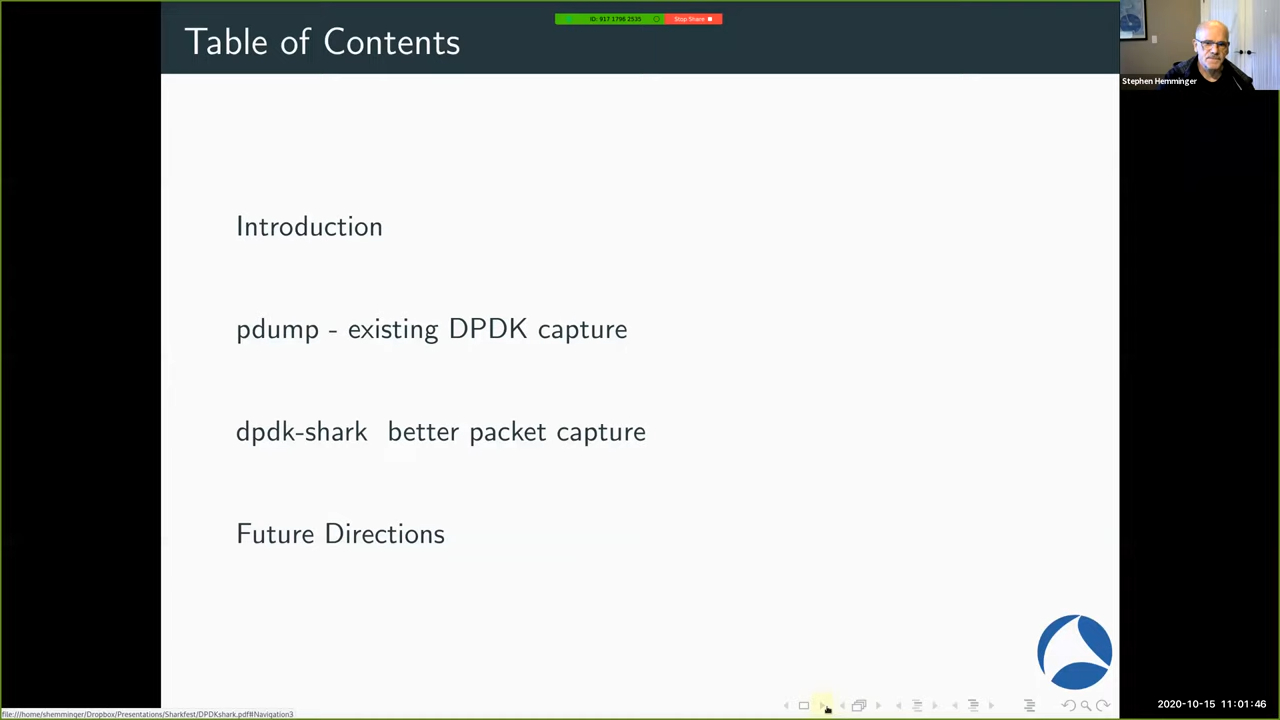 Table of Contents
ID: 917 1796 2535
Stop Share
Stephen Hemminger
Introduction
pdump - existing DPDK capture
dpdk-shark better packet capture
Future Directions
file:///home/shemminger/Dropbox/Presentations/Sharkfest/DPDKshark.pdf#Navigation3
2020-10-15 11:01:46